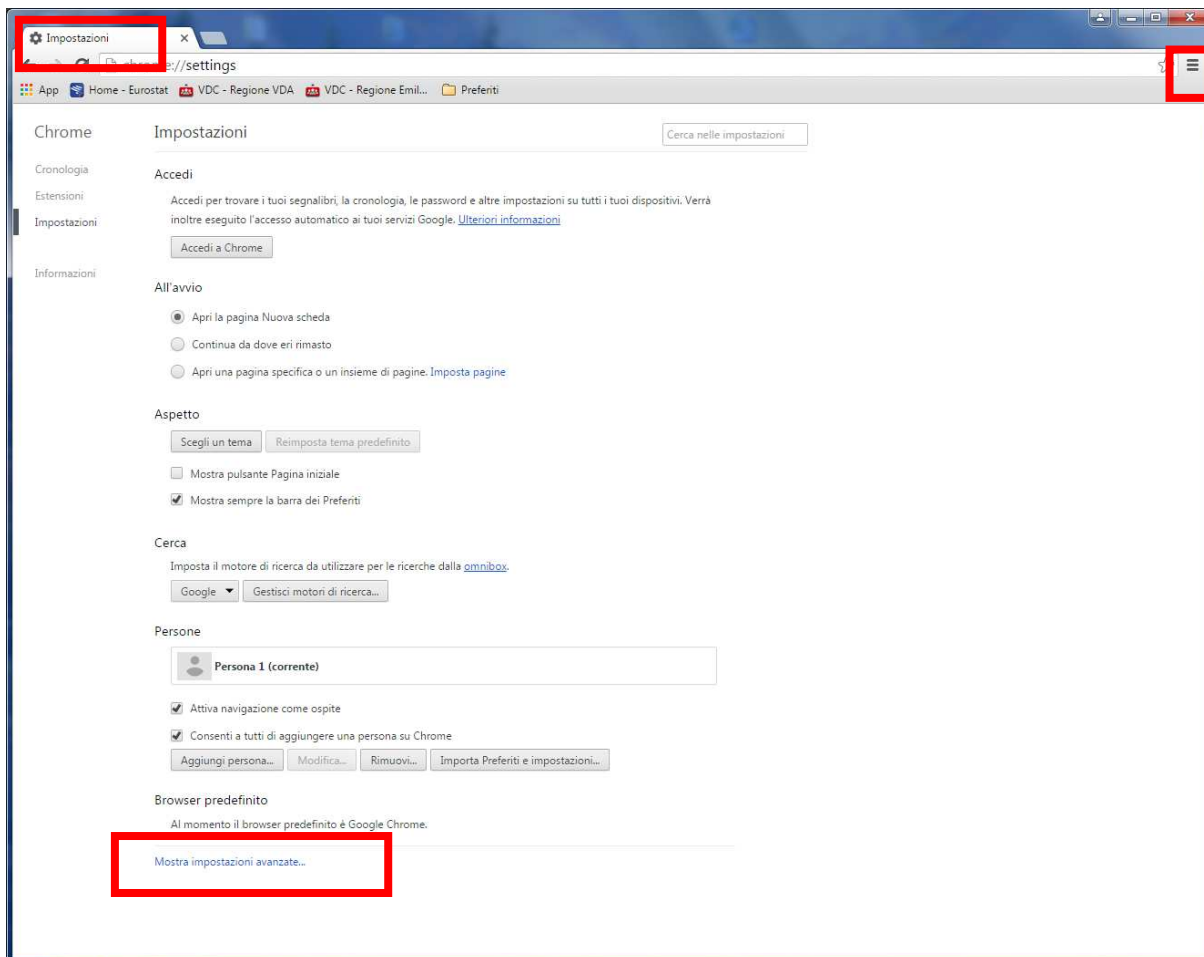 Impostazioni
chrome://settings
App Home - Eurostat VDC - Regione VDA VDC - Regione Emil... Preferiti
Chrome
Impostazioni
Cerca nelle impostazioni
Cronologia
Estensioni
Impostazioni
Informazioni
Accedi
Accedi per trovare i tuoi segnalibri, la cronologia, le password e altre impostazioni su tutti i tuoi dispositivi. Verrà
inoltre eseguito l'accesso automatico ai tuoi servizi Google. Ulteriori informazioni
Accedi a Chrome
All'avvio
Apri la pagina Nuova scheda
Continua da dove eri rimasto
Apri una pagina specifica o un insieme di pagine. Imposta pagine
Aspetto
Scegli un tema Reimposta tema predefinito
Mostra pulsante Pagina iniziale
Mostra sempre la barra dei Preferiti
Cerca
Imposta il motore di ricerca da utilizzare per le ricerche dalla omnibox.
Google Gestisci motori di ricerca...
Persone
Persona 1 (corrente)
Attiva navigazione come ospite
Consenti a tutti di aggiungere una persona su Chrome
Aggiungi persona... Modifica... Rimuovi... Importa Preferiti e impostazioni...
Browser predefinito
Al momento il browser predefinito è Google Chrome.
Mostra impostazioni avanzate...